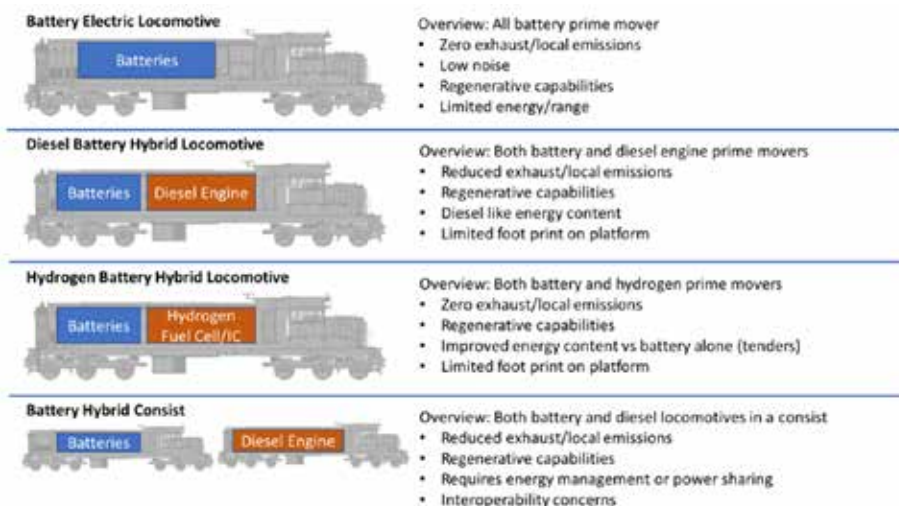 Battery Electric Locomotive
Batteries
Overview: All battery prime mover
• Zero exhaust/local emissions
• Low noise
• Regenerative capabilities
• Limited energy/range
Diesel Battery Hybrid Locomotive
Batteries
Diesel Engine
Overview: Both battery and diesel engine prime movers
• Reduced exhaust/local emissions
• Regenerative capabilities
• Diesel like energy content
• Limited foot print on platform
Hydrogen Battery Hybrid Locomotive
Batteries
Hydrogen
Fuel Cell/IC
Overview: Both battery and hydrogen prime movers
• Zero exhaust/local emissions
• Regenerative capabilities
• Improved energy content vs battery alone (tenders)
• Limited foot print on platform
Battery Hybrid Consist
Batteries
Diesel Engine
Overview: Both battery and diesel locomotives in a consist
• Reduced exhaust/local emissions
• Regenerative capabilities
• Requires energy management or power sharing
• Interoperability concerns